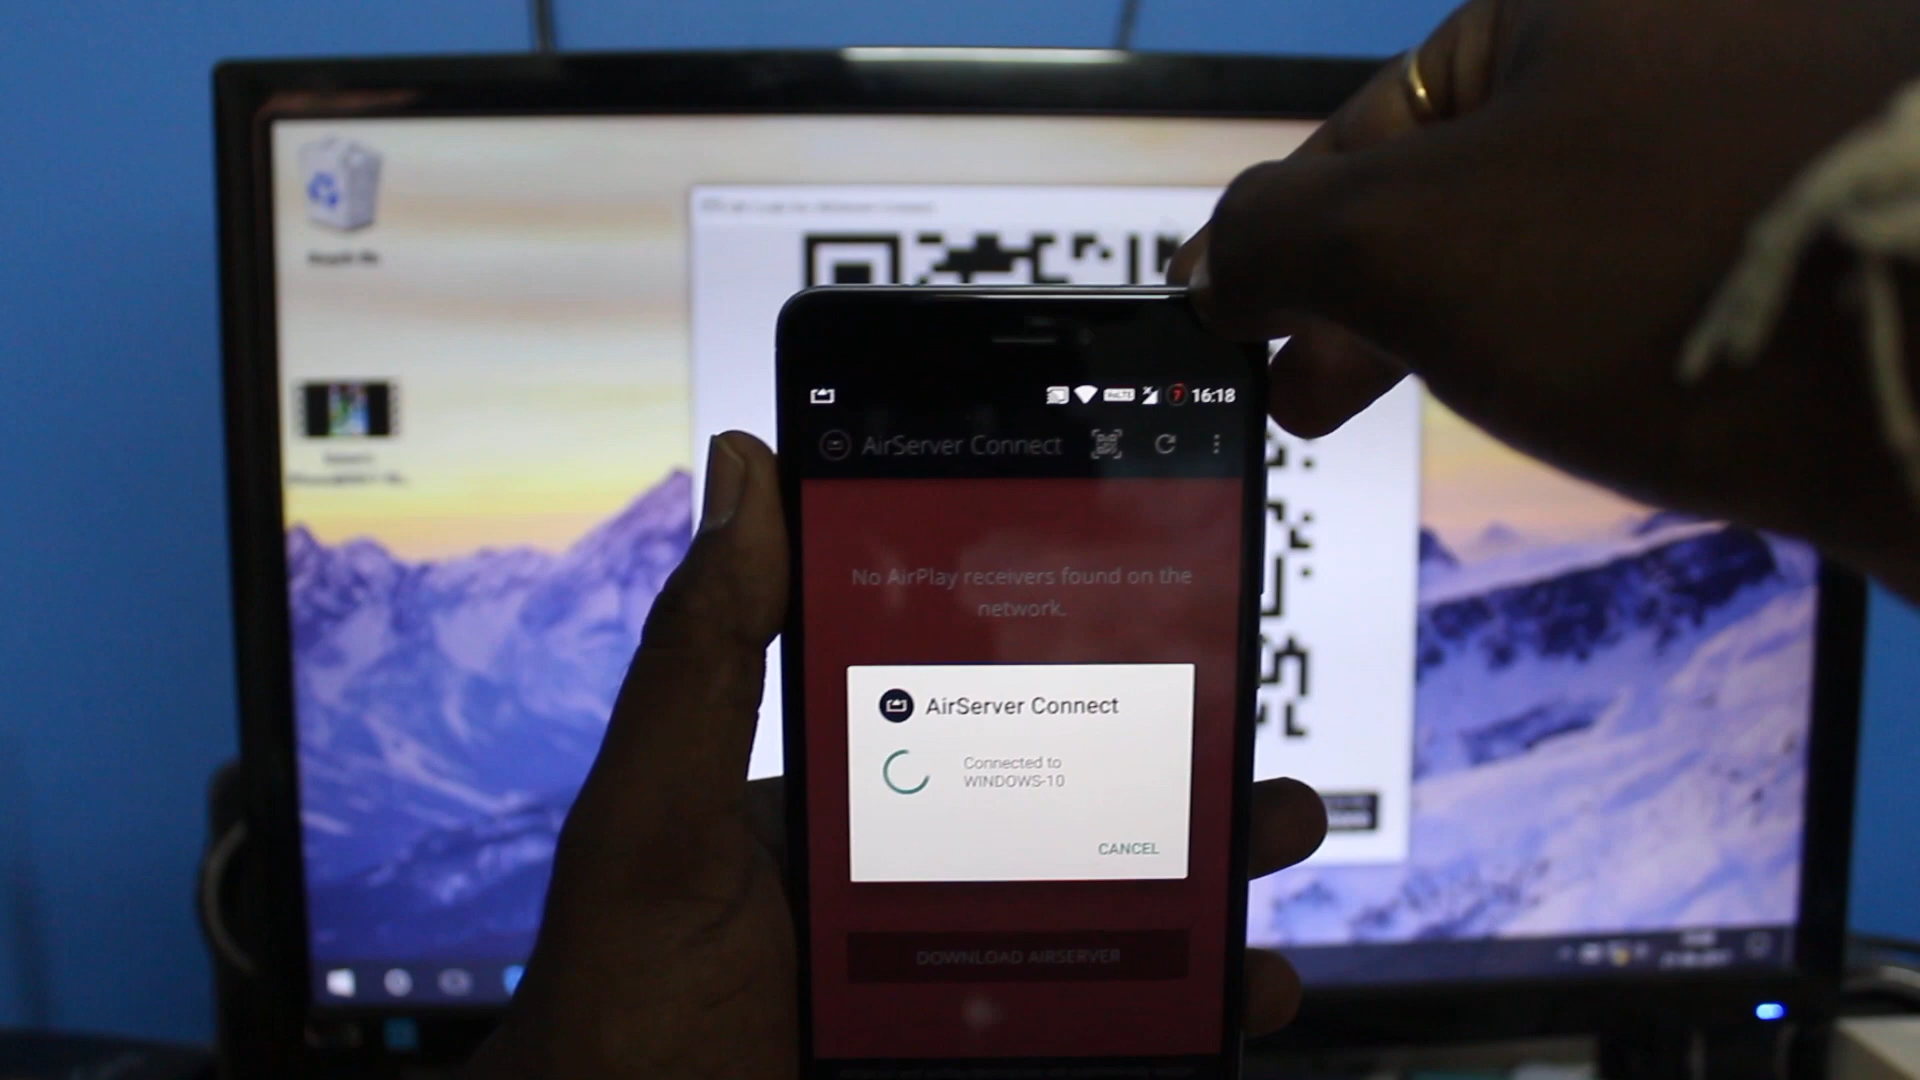 16:18
AirServer Connect
No AirPlay receivers found on the
network.
AirServer Connect
Connected to
WINDOWS-10
CANCEL
DOWNLOAD AIRSERVER